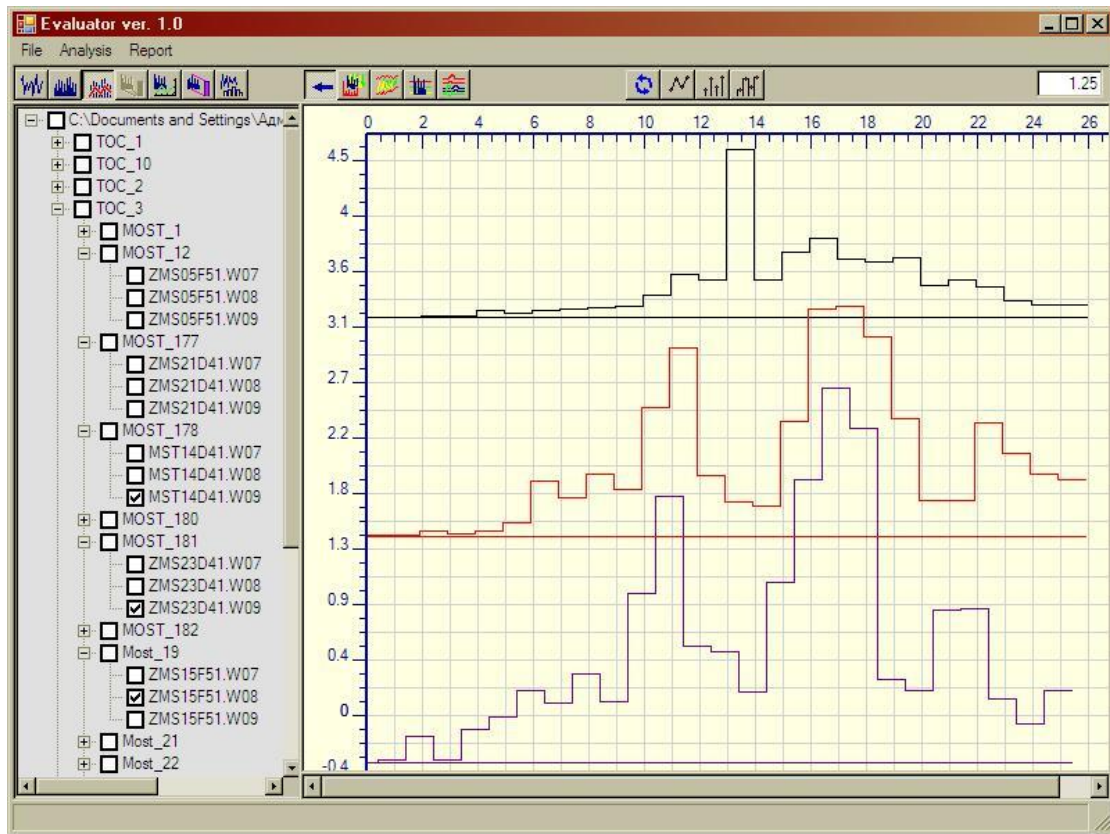 Evaluator ver. 1.0
File Analysis Report
1.25
C:\Documents and Settings\Адм
TOC_1
TOC_10
TOC_2
TOC_3
MOST_1
MOST_12
ZMS05F51.W07
ZMS05F51.W08
ZMS05F51.W09
MOST_177
ZMS21D41.W07
ZMS21D41.W08
ZMS21D41.W09
MOST_178
MST14D41.W07
MST14D41.W08
MST14D41.W09
MOST_180
MOST_181
ZMS23D41.W07
ZMS23D41.W08
ZMS23D41.W09
MOST_182
Most_19
ZMS15F51.W07
ZMS15F51.W08
ZMS15F51.W09
Most_21
Most_22
0 2 4 6 8 10 12 14 16 18 20 22 24 26
4.5
4
3.6
3.1
2.7
2.2
1.8
1.3
0.9
0.4
0
-0.4